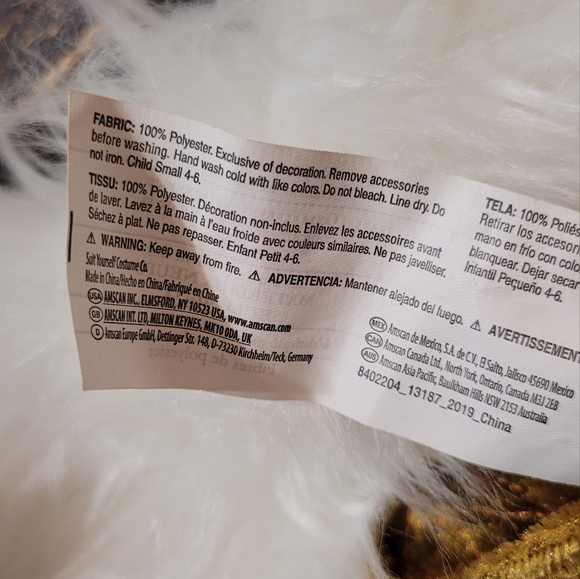 FABRIC: 100% Polyester. Exclusive of decoration. Remove accessories
before washing. Hand wash cold with like colors. Do not bleach. Line dry. Do
not iron. Child Small 4-6.
TISSU: 100% Polyester. Décoration non-inclus. Enlevez les accessoires avant
de laver. Lavez à la main à l'eau froide avec couleurs similaires. Ne pas javelliser.
Séchez à plat. Ne pas repasser. Enfant Petit 4-6.
⚠ WARNING: Keep away from fire. ⚠ ADVERTENCIA: Mantener alejado del fuego. ⚠ AVERTISSEMENT
Suit Yourself Costume Co.
Made in China/Hecho en China/Fabriqué en Chine
USA AMSCAN INC., ELMSFORD, NY 10523 USA, www.amscan.com
GB AMSCAN INT. LTD, MILTON KEYNES, MK10 0DA, UK
D Amscan Europe GmbH, Dettinger Str. 148, D-73230 Kirchheim/Teck, Germany
TELA: 100% Poliés
Retirar los accesor
mano en frío con colo
blanquear. Dejar secar
Infantil Pequeño 4-6.
MEX Amscan de Mexico, S.A. de C.V., El Salto, Jalisco 45690 Mexico
CAN Amscan Canada Ltd., North York, Ontario, Canada M3J 2E8
AUS Amscan Asia Pacific, Baulkham Hills NSW 2153 Australia
8402204_13187_2019_China